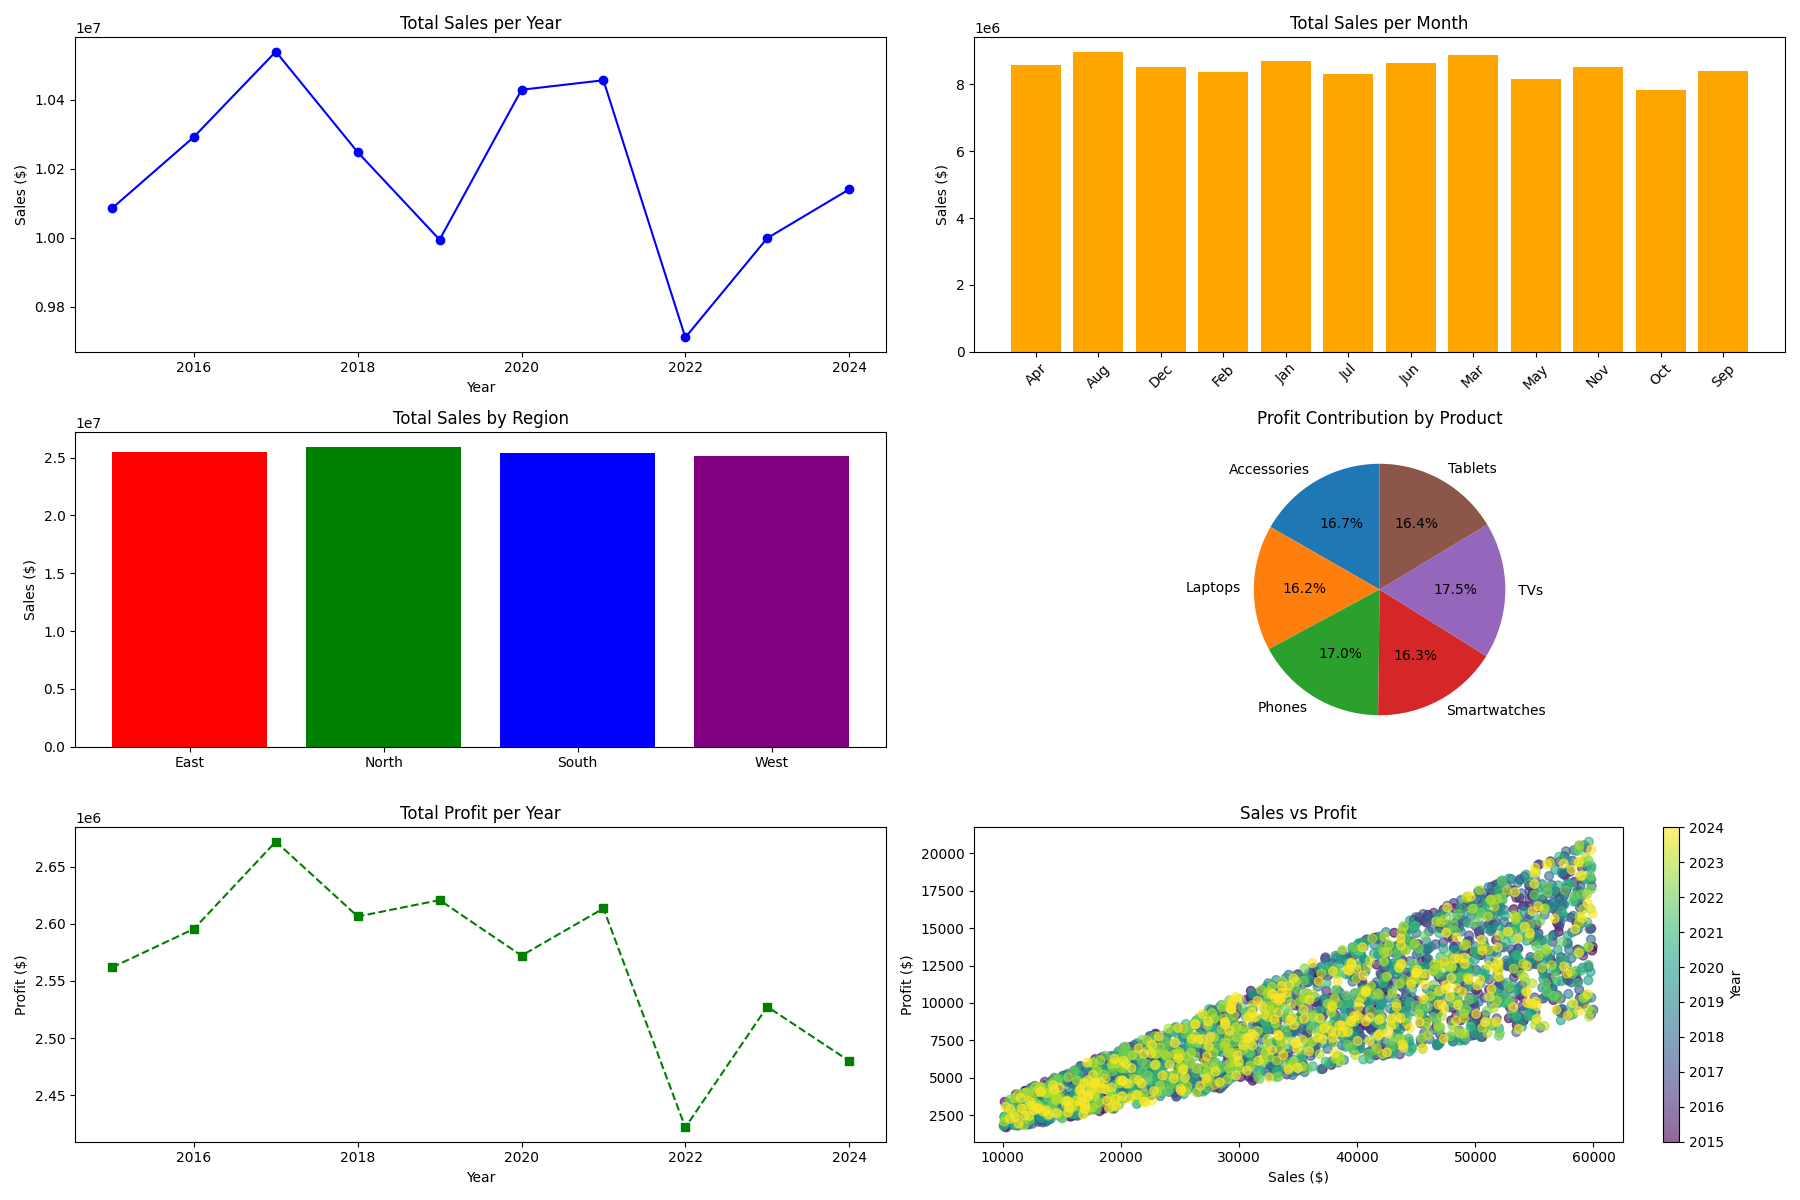 Total Sales per Year
1e7
1.04
1.02
1.00
0.98
Sales ($)
2016 2018 2020 2022 2024
Year
Total Sales per Month
1e6
8
6
4
2
0
Sales ($)
Apr Aug Dec Feb Jan Jul Jun Mar May Nov Oct Sep
Total Sales by Region
1e7
2.5
2.0
1.5
1.0
0.5
0.0
Sales ($)
East North South West
Profit Contribution by Product
Accessories
Tablets
16.7% 16.4%
Laptops
16.2%
17.5%
TVs
17.0% 16.3%
Phones
Smartwatches
Total Profit per Year
1e6
2.65
2.60
2.55
2.50
2.45
Profit ($)
2016 2018 2020 2022 2024
Year
Sales vs Profit
20000
17500
15000
12500
10000
7500
5000
2500
Profit ($)
10000 20000 30000 40000 50000 60000
Sales ($)
2024
2023
2022
2021
2020
2019
2018
2017
2016
2015
Year